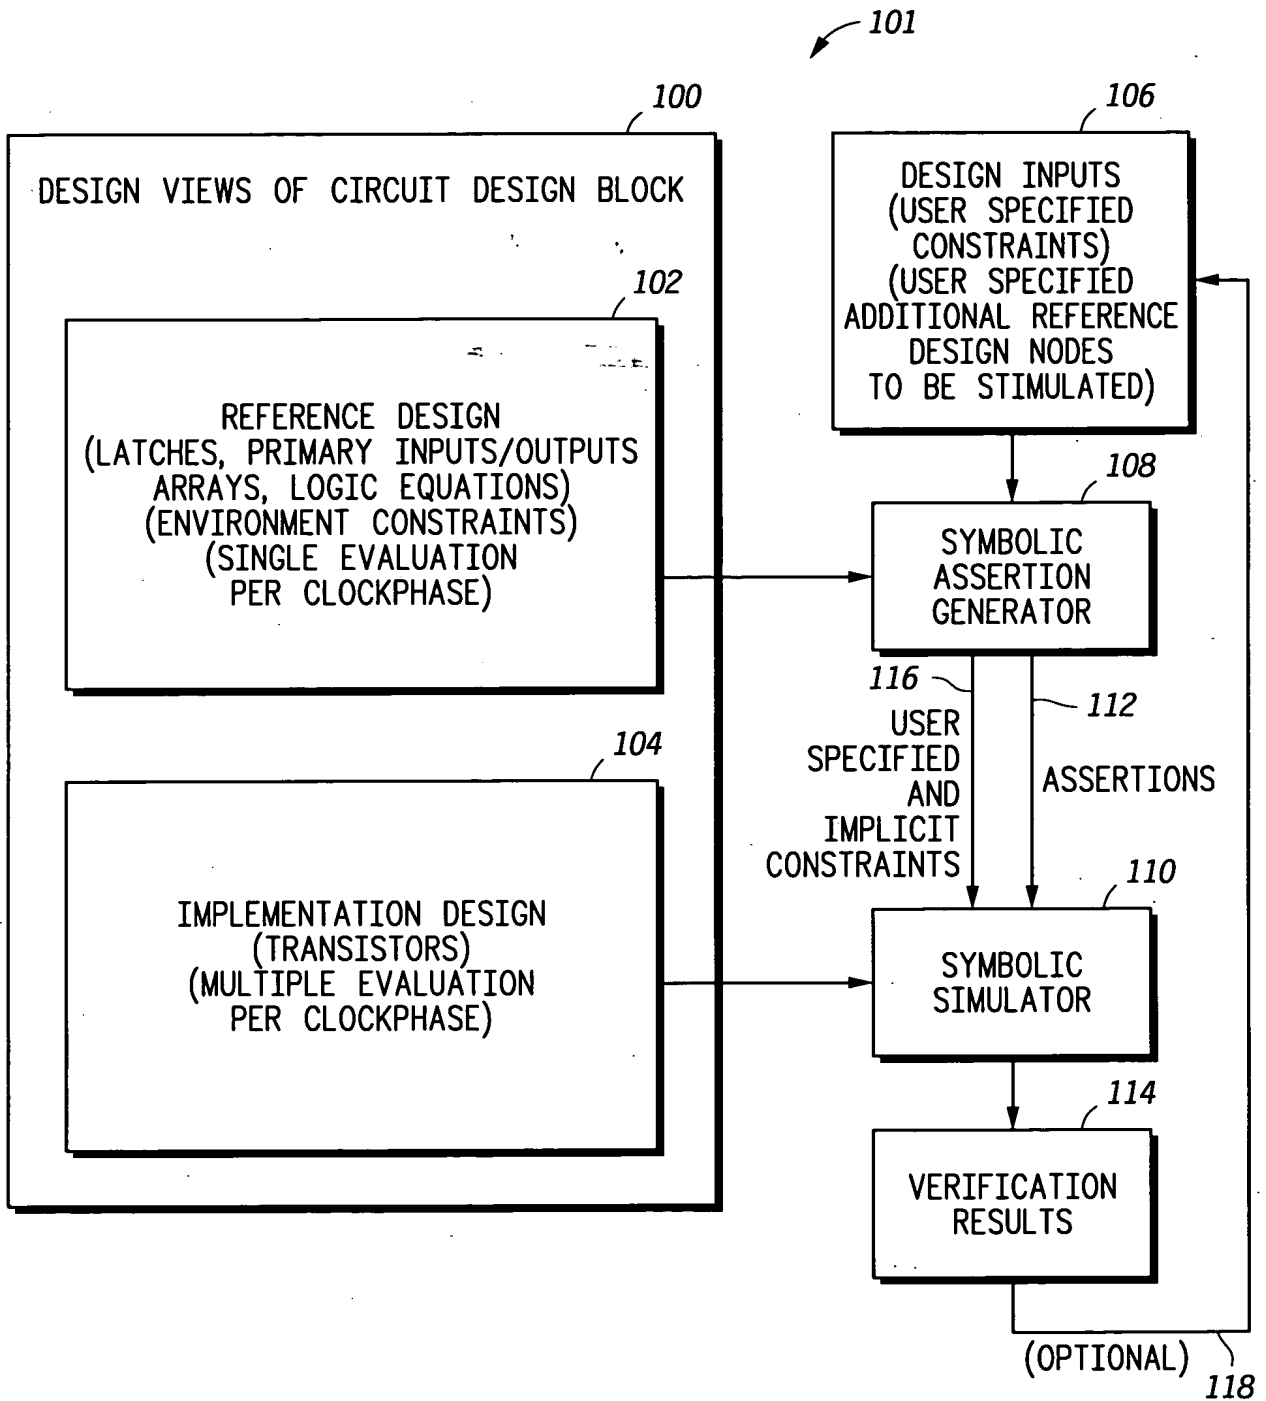 101
100
DESIGN VIEWS OF CIRCUIT DESIGN BLOCK
102
REFERENCE DESIGN
(LATCHES, PRIMARY INPUTS/OUTPUTS
ARRAYS, LOGIC EQUATIONS)
(ENVIRONMENT CONSTRAINTS)
(SINGLE EVALUATION
PER CLOCKPHASE)
104
IMPLEMENTATION DESIGN
(TRANSISTORS)
(MULTIPLE EVALUATION
PER CLOCKPHASE)
106
DESIGN INPUTS
(USER SPECIFIED
CONSTRAINTS)
(USER SPECIFIED
ADDITIONAL REFERENCE
DESIGN NODES
TO BE STIMULATED)
108
SYMBOLIC
ASSERTION
GENERATOR
116
USER
SPECIFIED
AND
IMPLICIT
CONSTRAINTS
112
ASSERTIONS
110
SYMBOLIC
SIMULATOR
114
VERIFICATION
RESULTS
(OPTIONAL)
118